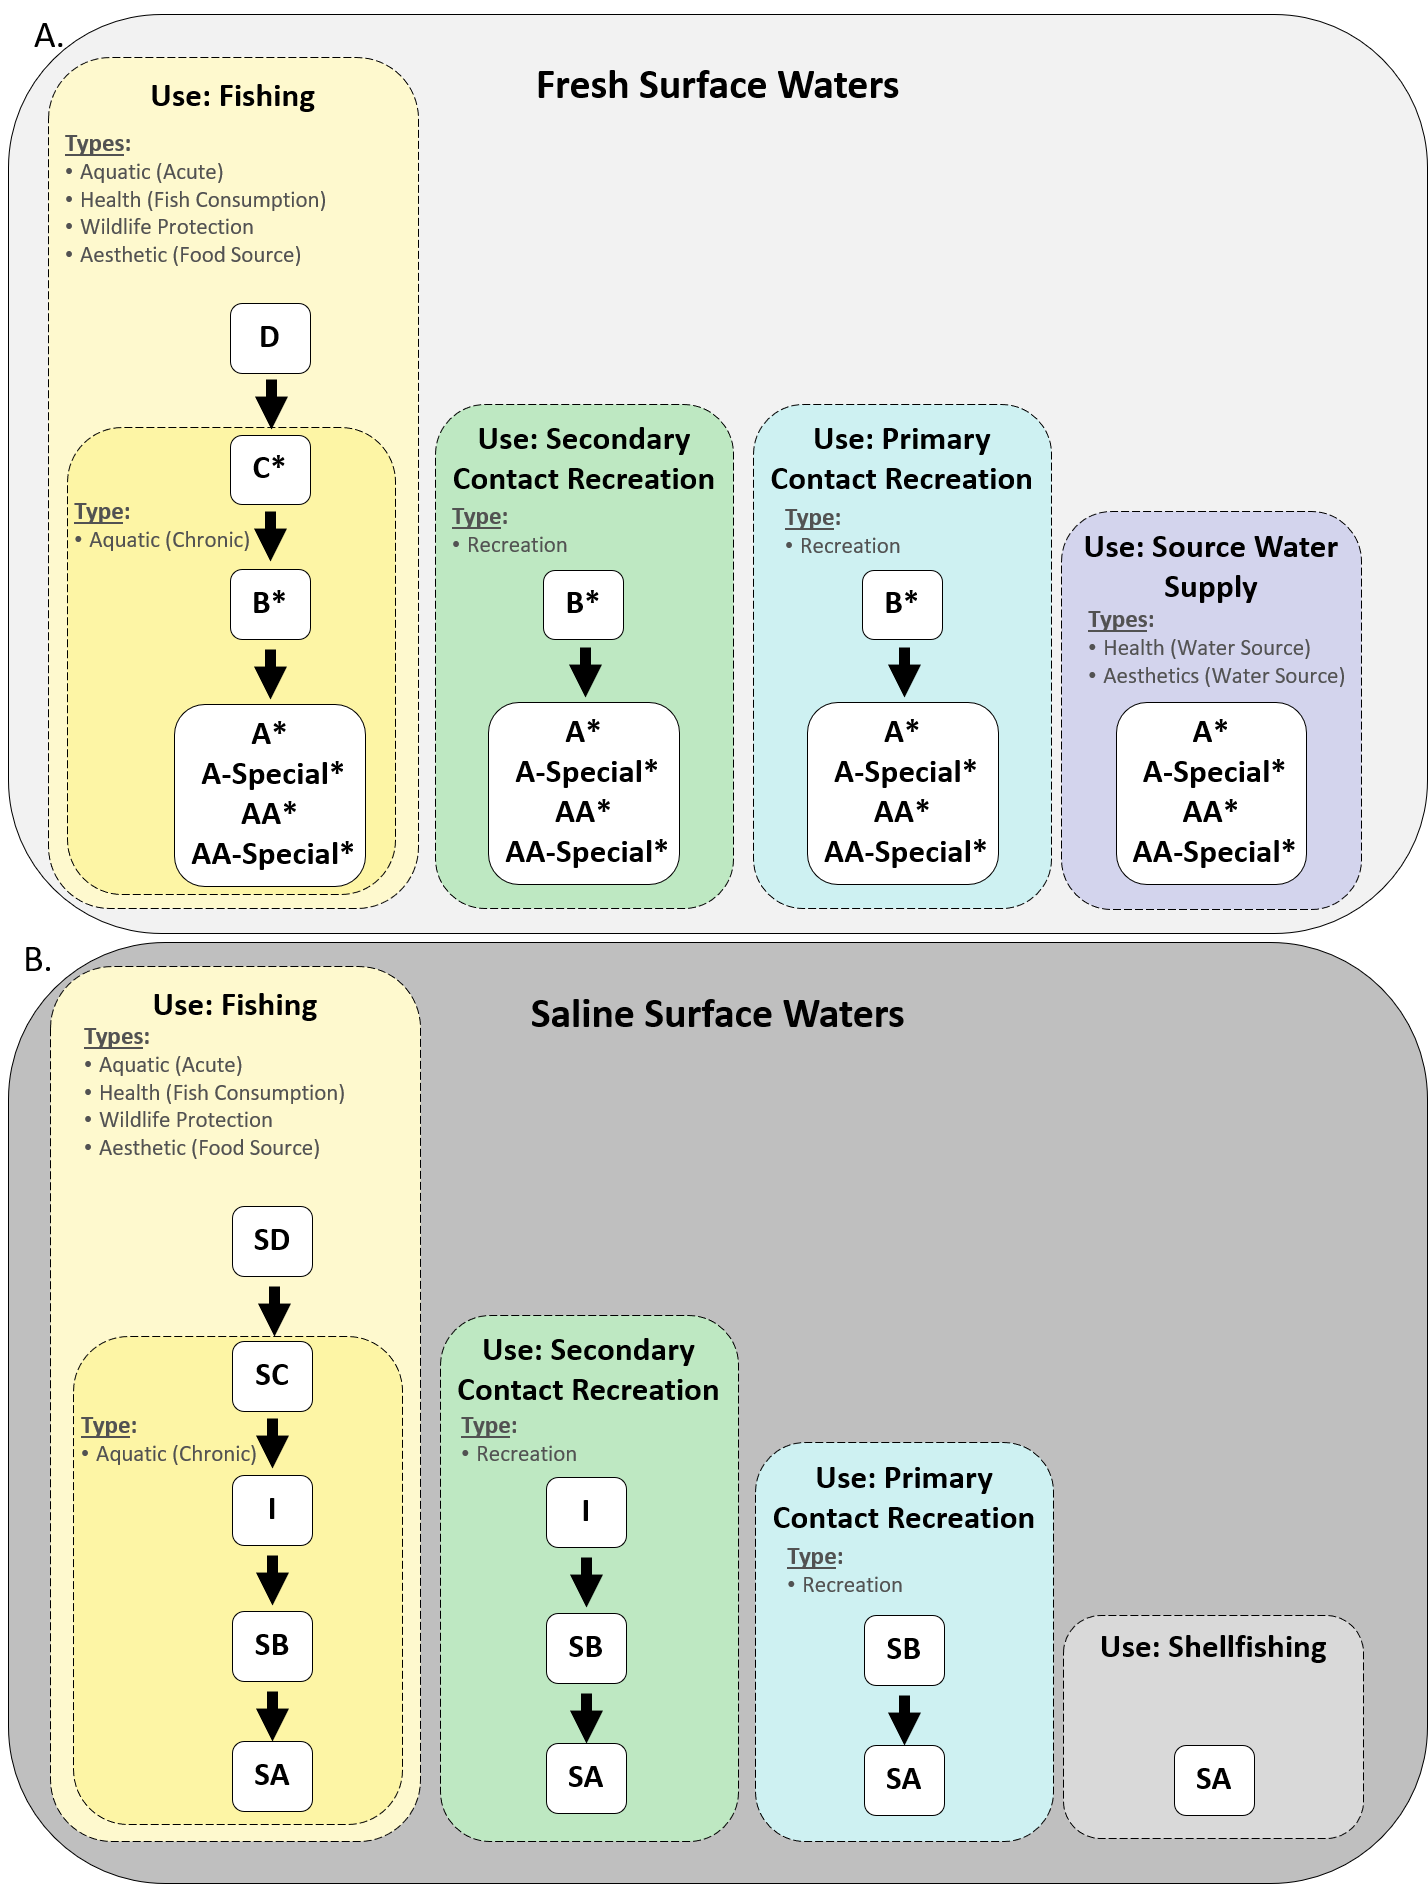 A.
Fresh Surface Waters
Use: Fishing
Types:
• Aquatic (Acute)
• Health (Fish Consumption)
• Wildlife Protection
• Aesthetic (Food Source)
D
C*
Type:
• Aquatic (Chronic)
B*
A*
A-Special*
AA*
AA-Special*
Use: Secondary
Contact Recreation
Type:
• Recreation
B*
A*
A-Special*
AA*
AA-Special*
Use: Primary
Contact Recreation
Type:
• Recreation
B*
A*
A-Special*
AA*
AA-Special*
Use: Source Water
Supply
Types:
• Health (Water Source)
• Aesthetics (Water Source)
A*
A-Special*
AA*
AA-Special*
B.
Saline Surface Waters
Use: Fishing
Types:
• Aquatic (Acute)
• Health (Fish Consumption)
• Wildlife Protection
• Aesthetic (Food Source)
SD
SC
Type:
• Aquatic (Chronic)
I
SB
SA
Use: Secondary
Contact Recreation
Type:
• Recreation
I
SB
SA
Use: Primary
Contact Recreation
Type:
• Recreation
SB
SA
Use: Shellfishing
SA